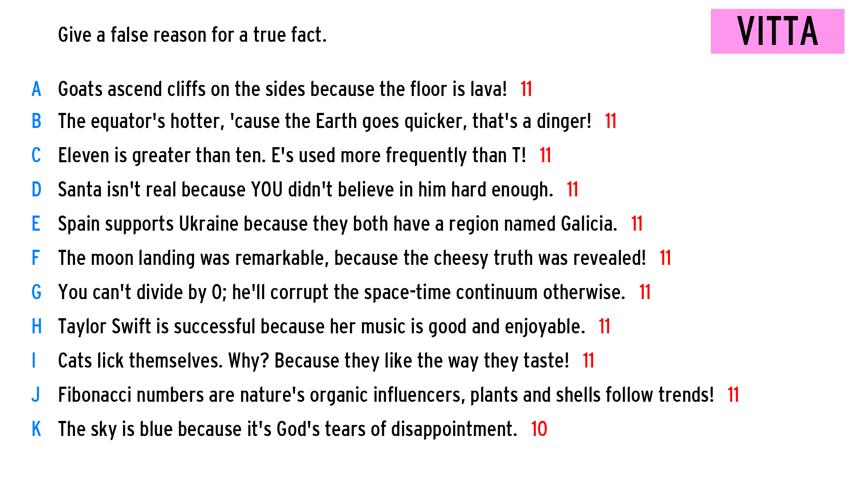 Give a false reason for a true fact.
VITTA
A Goats ascend cliffs on the sides because the floor is lava! 11
B The equator's hotter, 'cause the Earth goes quicker, that's a dinger! 11
C Eleven is greater than ten. E's used more frequently than T! 11
D Santa isn't real because YOU didn't believe in him hard enough. 11
E Spain supports Ukraine because they both have a region named Galicia. 11
F The moon landing was remarkable, because the cheesy truth was revealed! 11
G You can't divide by 0; he'll corrupt the space-time continuum otherwise. 11
H Taylor Swift is successful because her music is good and enjoyable. 11
I Cats lick themselves. Why? Because they like the way they taste! 11
J Fibonacci numbers are nature's organic influencers, plants and shells follow trends! 11
K The sky is blue because it's God's tears of disappointment. 10